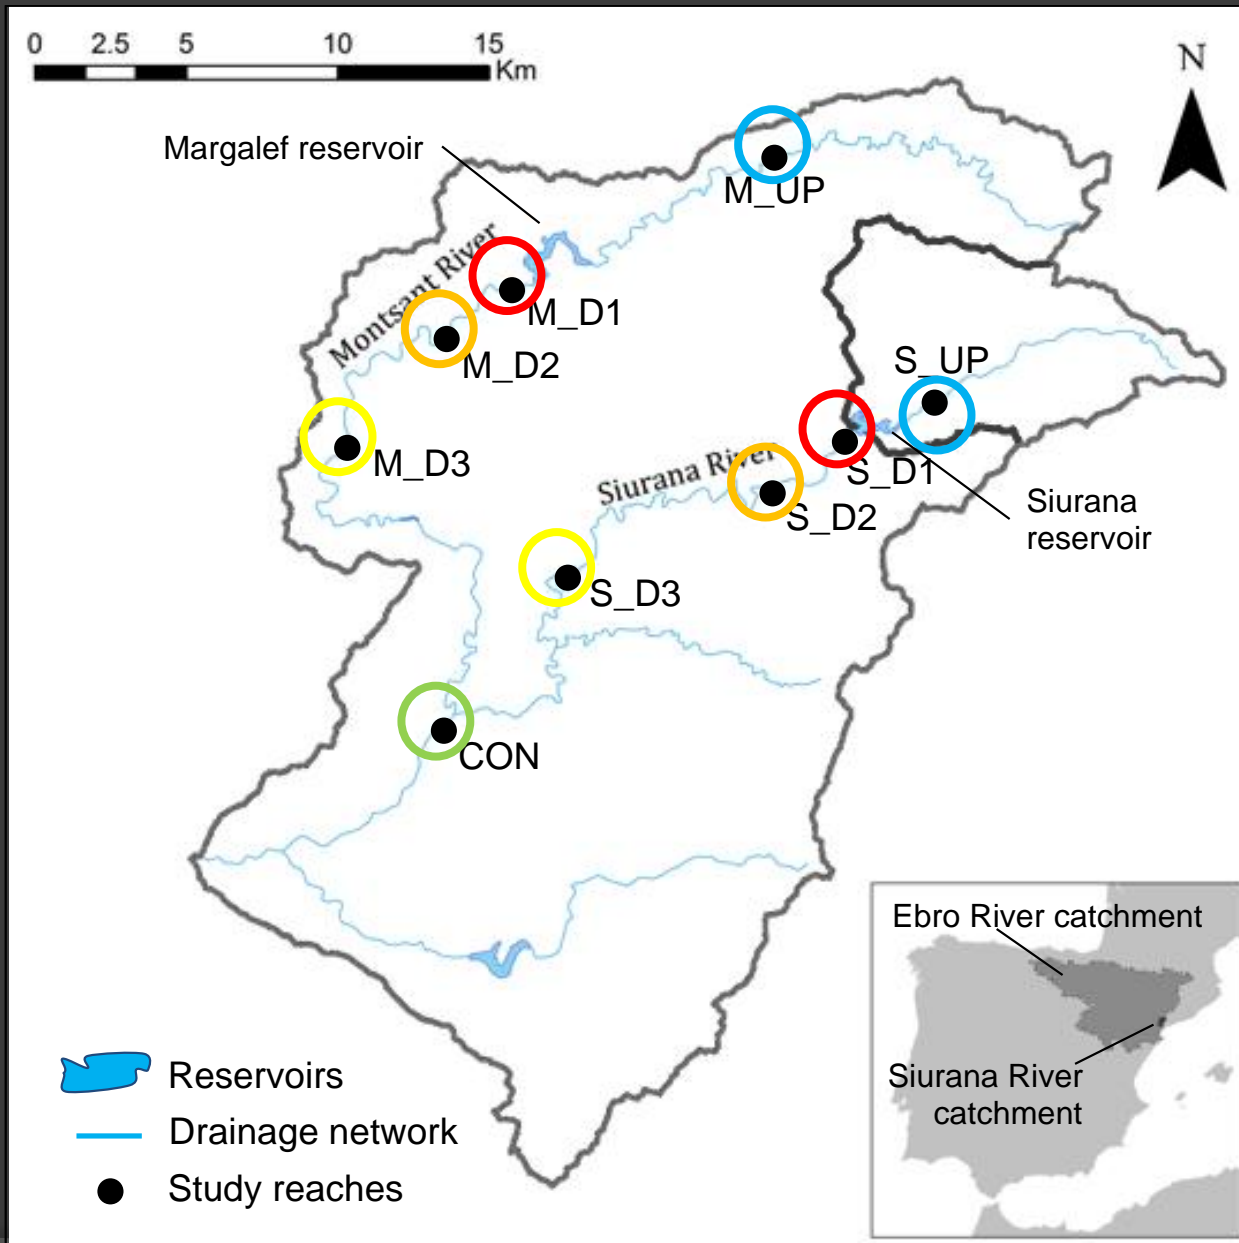 0 2.5 5 10 15
Km
N
Margalef reservoir
M_UP
Montsant River
M_D1
M_D2
S_UP
M_D3
S_D1
Siurana River
Siurana
reservoir
S_D2
S_D3
CON
Ebro River catchment
Siurana River
catchment
Reservoirs
Drainage network
Study reaches